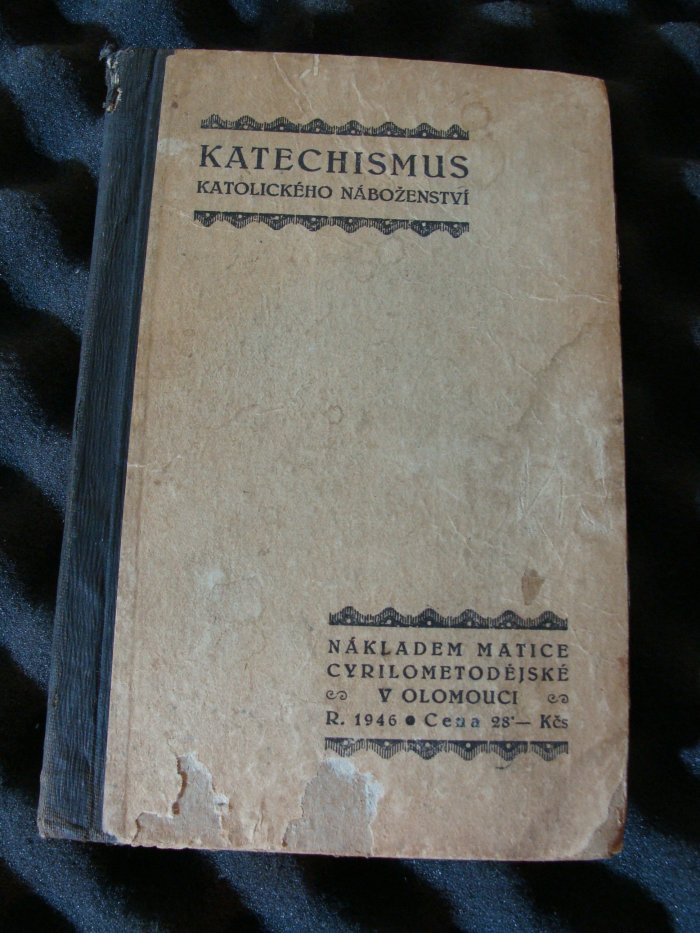 KATECHISMUS
KATOLICKÉHO NÁBOŽENSTVÍ
NÁKLADEM MATICE
CYRILOMETODĚJSKÉ
V OLOMOUCI
R. 1946 ● Cena 28·— Kčs